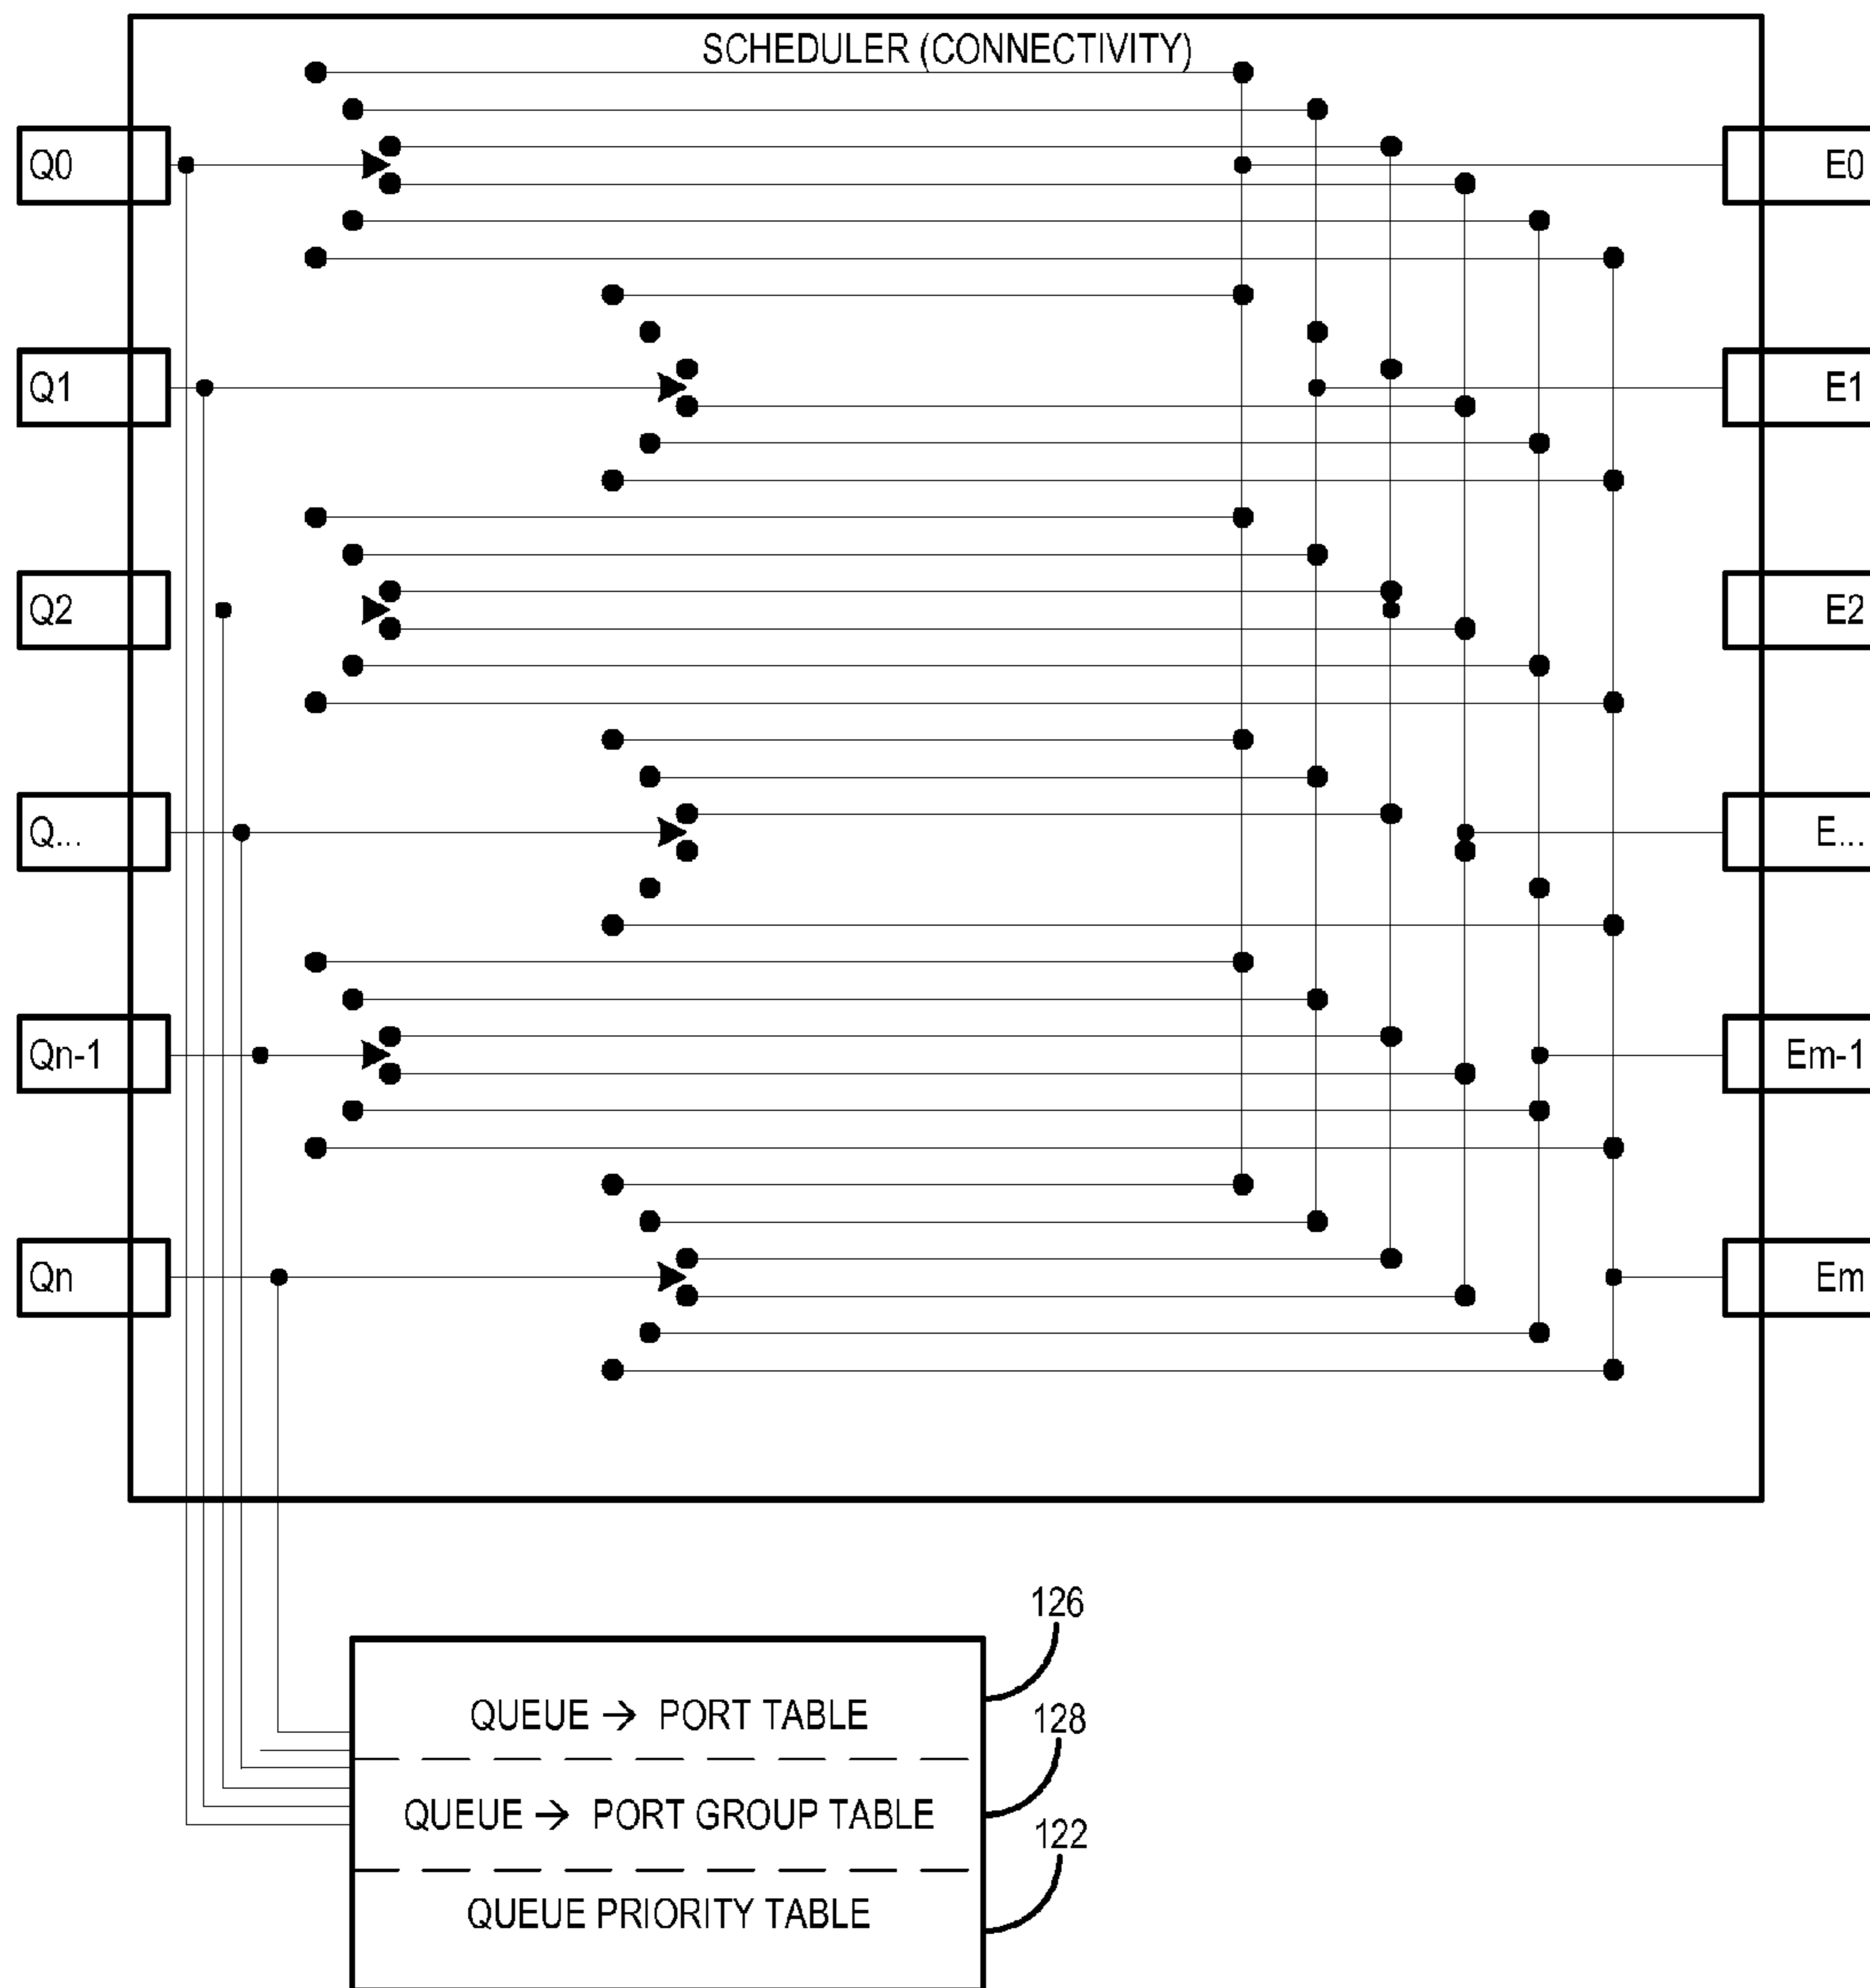 SCHEDULER (CONNECTIVITY)
Q0
E0
Q1
E1
Q2
E2
Q...
E...
Qn-1
Em-1
Qn
Em
126
QUEUE → PORT TABLE
128
QUEUE → PORT GROUP TABLE
122
QUEUE PRIORITY TABLE